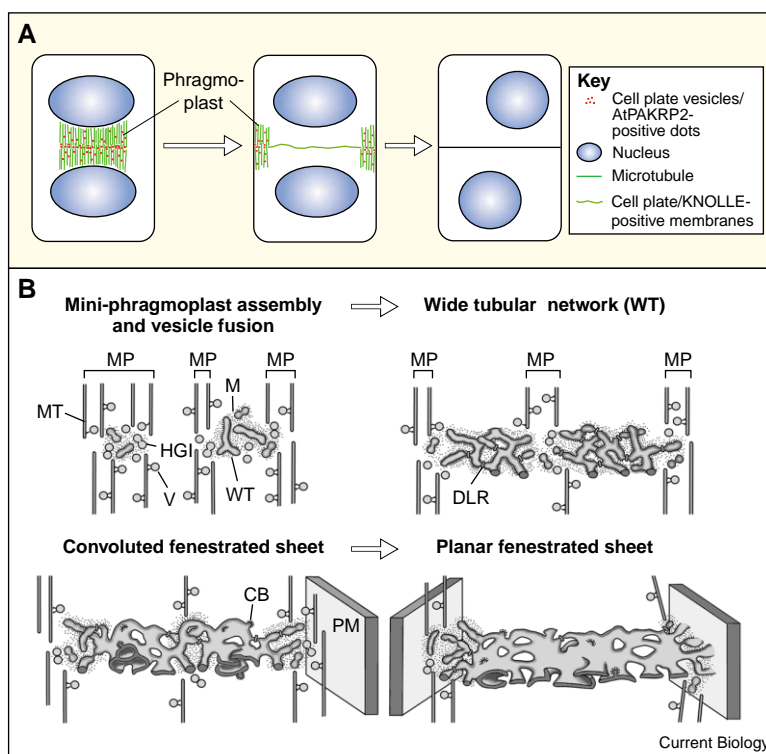 A
Phragmo-
plast
Key
Cell plate vesicles/
AtPAKRP2-
positive dots
Nucleus
Microtubule
Cell plate/KNOLLE-
positive membranes
B
Mini-phragmoplast assembly
and vesicle fusion
Wide tubular network (WT)
MP MP MP
MP MP MP
M
MT
HGI
V
WT
DLR
Convoluted fenestrated sheet
Planar fenestrated sheet
CB
PM
Current Biology